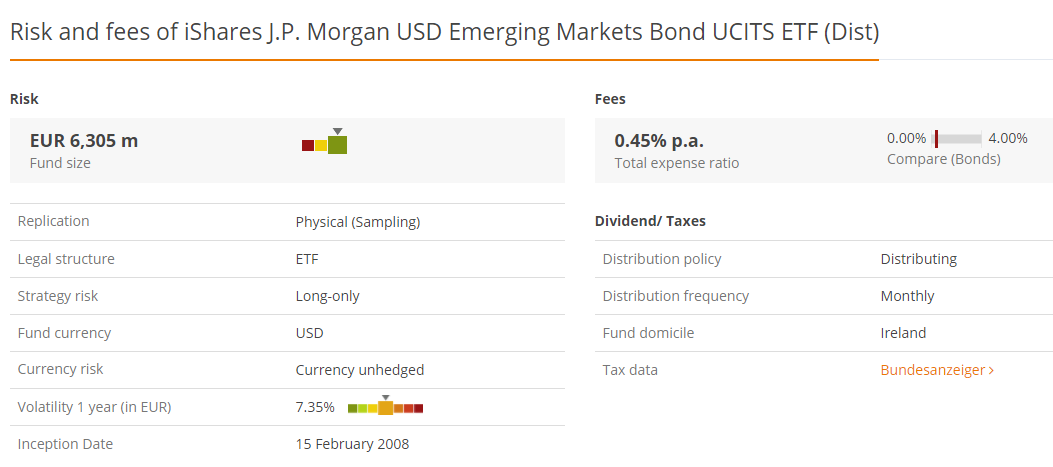 Risk and fees of iShares J.P. Morgan USD Emerging Markets Bond UCITS ETF (Dist)
Risk
EUR 6,305 m
Fund size
Replication Physical (Sampling)
Legal structure ETF
Strategy risk Long-only
Fund currency USD
Currency risk Currency unhedged
Volatility 1 year (in EUR) 7.35%
Inception Date 15 February 2008
Fees
0.45% p.a. 0.00% 4.00%
Total expense ratio Compare (Bonds)
Dividend/ Taxes
Distribution policy Distributing
Distribution frequency Monthly
Fund domicile Ireland
Tax data Bundesanzeiger ›